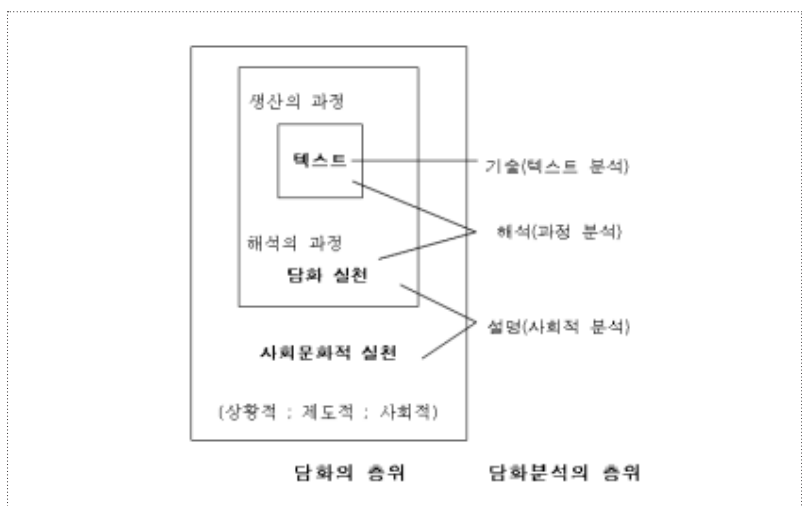 생산의 과정
텍스트
기술(텍스트 분석)
해석(과정 분석)
해석의 과정
담화 실천
설명(사회적 분석)
사회문화적 실천
(상황적 : 제도적 : 사회적)
담화의 층위
담화분석의 층위